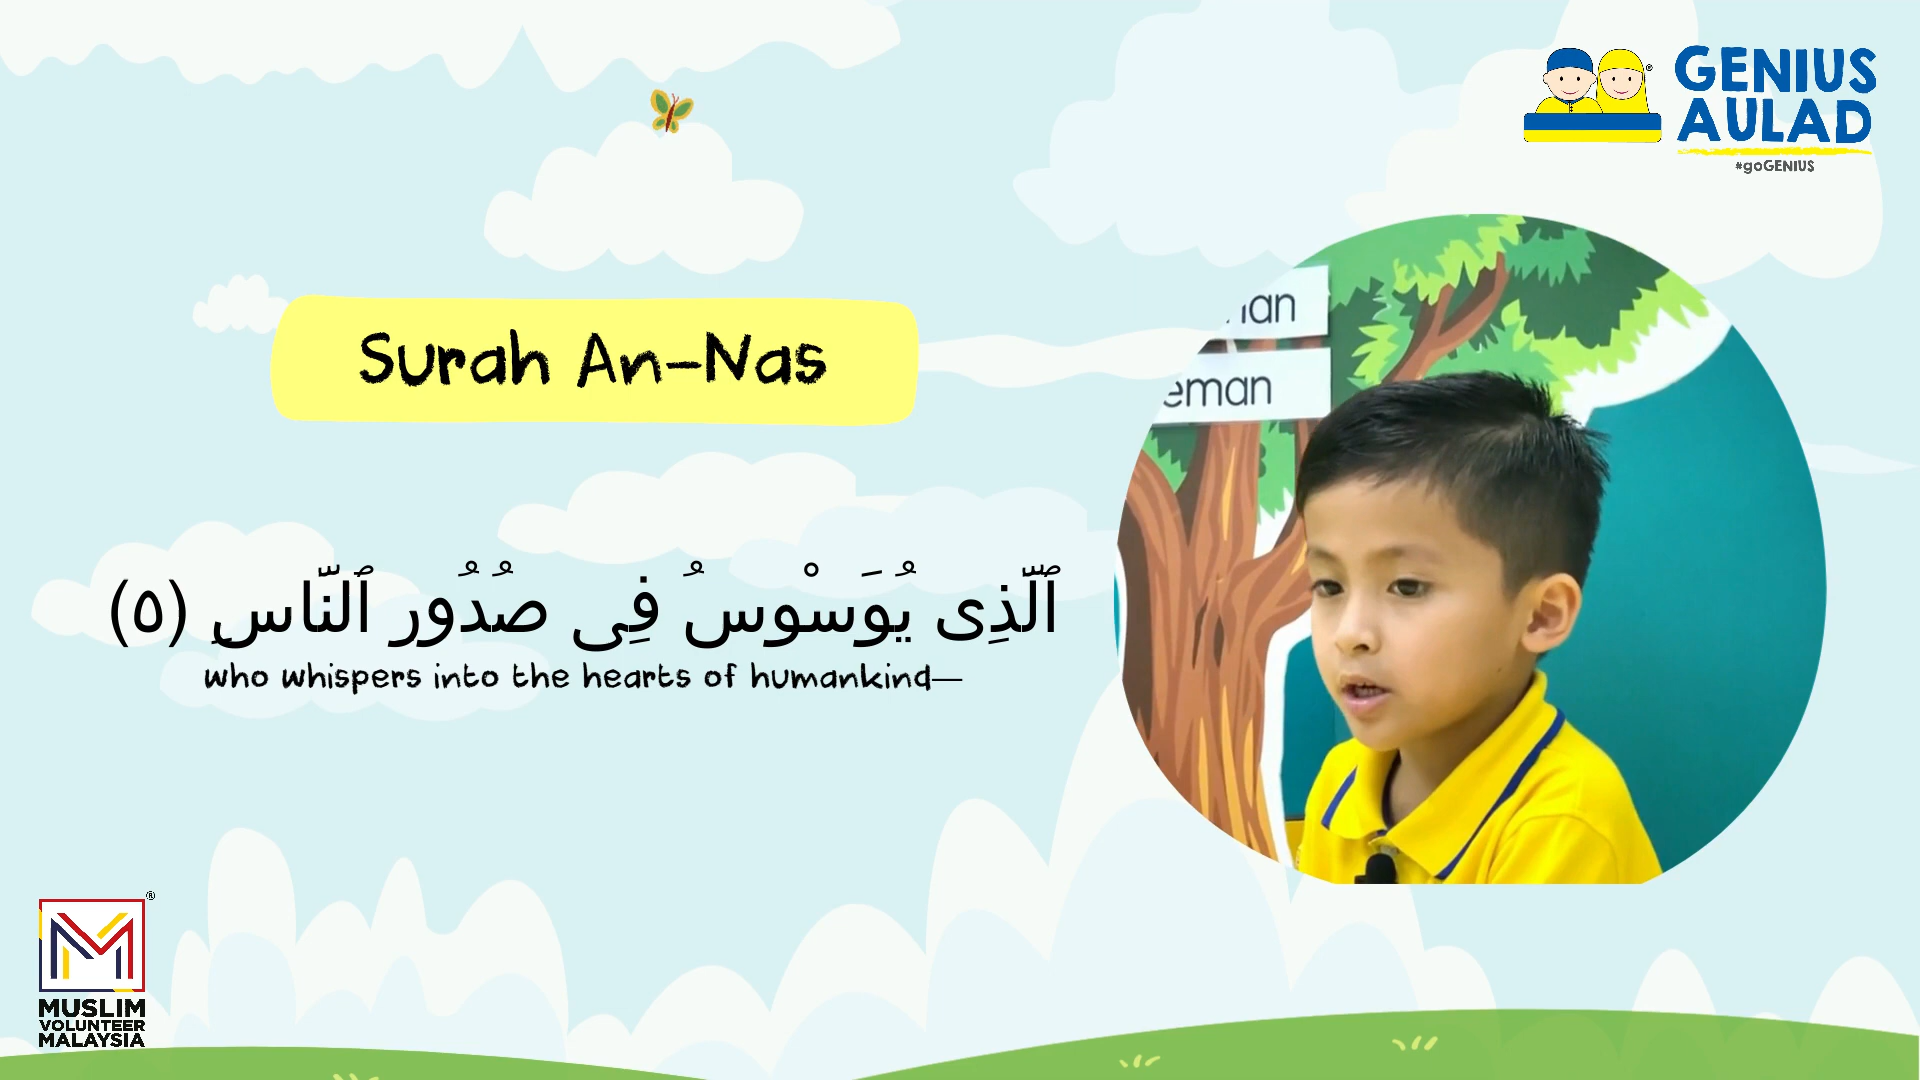 GENIUS
AULAD
#goGENIUS
Surah An-Nas
ٱلَّذِى يُوَسْوِسُ فِى صُدُورِ ٱلنَّاسِ (٥)
who whispers into the hearts of humankind—
eman
MUSLIM
VOLUNTEER
MALAYSIA